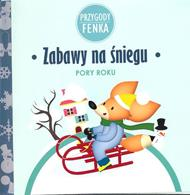 PRZYGODY
FENKA
Zabawy na śniegu
PORY ROKU